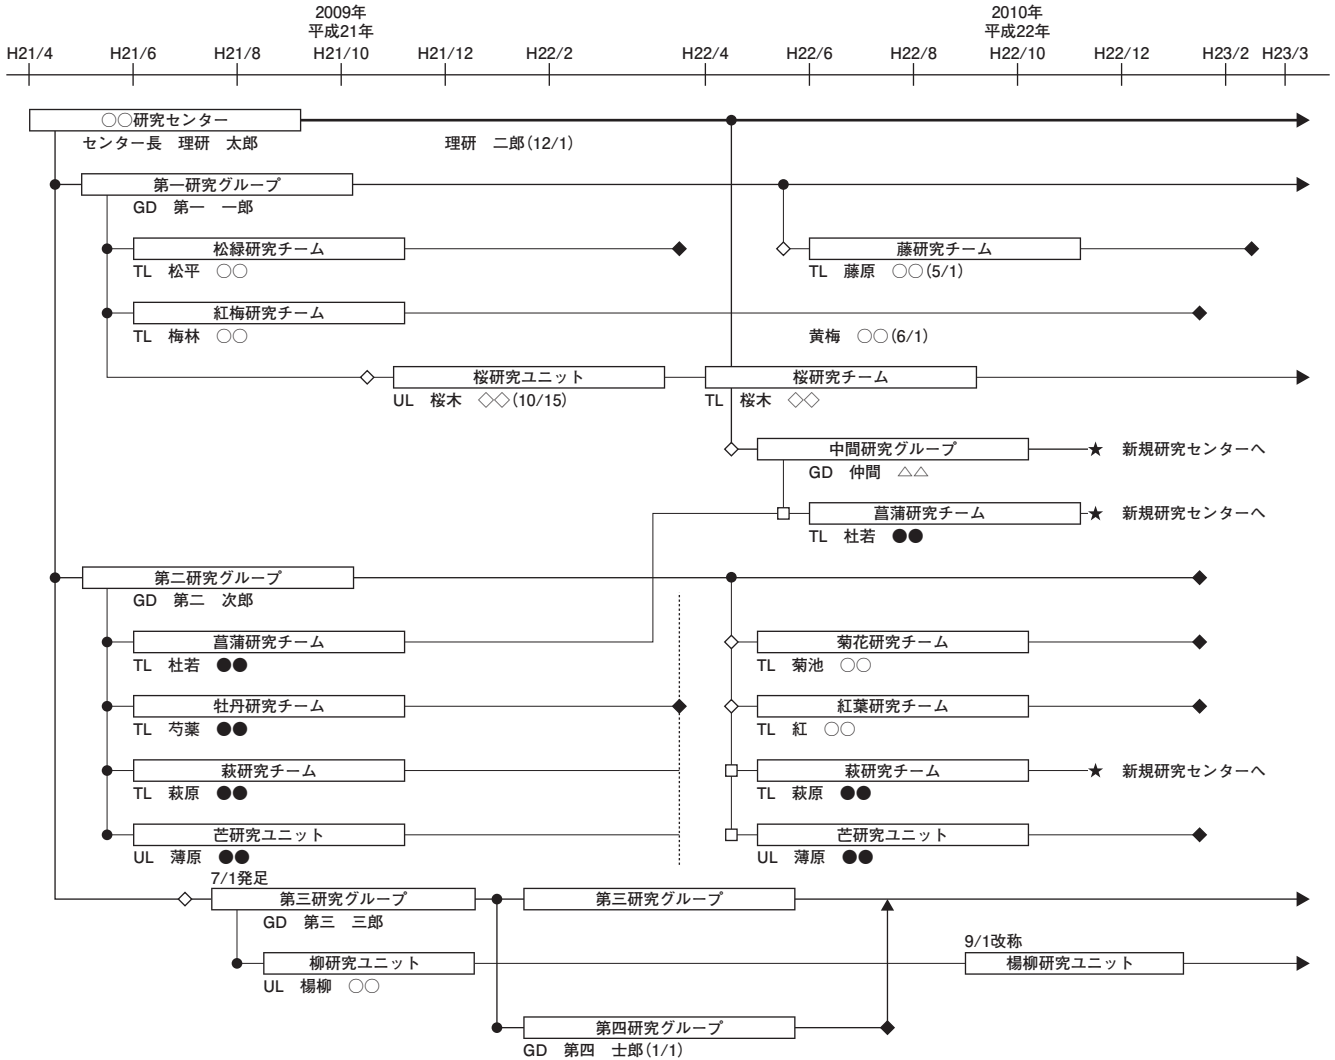 2009年
平成21年
2010年
平成22年
H21/4 H21/6 H21/8 H21/10 H21/12 H22/2 H22/4 H22/6 H22/8 H22/10 H22/12 H23/2 H23/3
○○研究センター
センター長 理研 太郎 理研 二郎(12/1)
第一研究グループ
GD 第一 一郎
松緑研究チーム 藤研究チーム
TL 松平 ○○ TL 藤原 ○○(5/1)
紅梅研究チーム
TL 梅林 ○○ 黄梅 ○○(6/1)
桜研究ユニット 桜研究チーム
UL 桜木 ◇◇(10/15) TL 桜木 ◇◇
中間研究グループ ★ 新規研究センターへ
GD 仲間 △△
菖蒲研究チーム ★ 新規研究センターへ
TL 杜若 ●●
第二研究グループ
GD 第二 次郎
菖蒲研究チーム 菊花研究チーム
TL 杜若 ●● TL 菊池 ○○
牡丹研究チーム 紅葉研究チーム
TL 芍薬 ●● TL 紅 ○○
萩研究チーム 萩研究チーム ★ 新規研究センターへ
TL 萩原 ●● TL 萩原 ●●
芒研究ユニット 芒研究ユニット
UL 薄原 ●● UL 薄原 ●●
7/1発足
第三研究グループ 第三研究グループ
GD 第三 三郎
9/1改称
柳研究ユニット 楊柳研究ユニット
UL 楊柳 ○○
第四研究グループ
GD 第四 士郎(1/1)